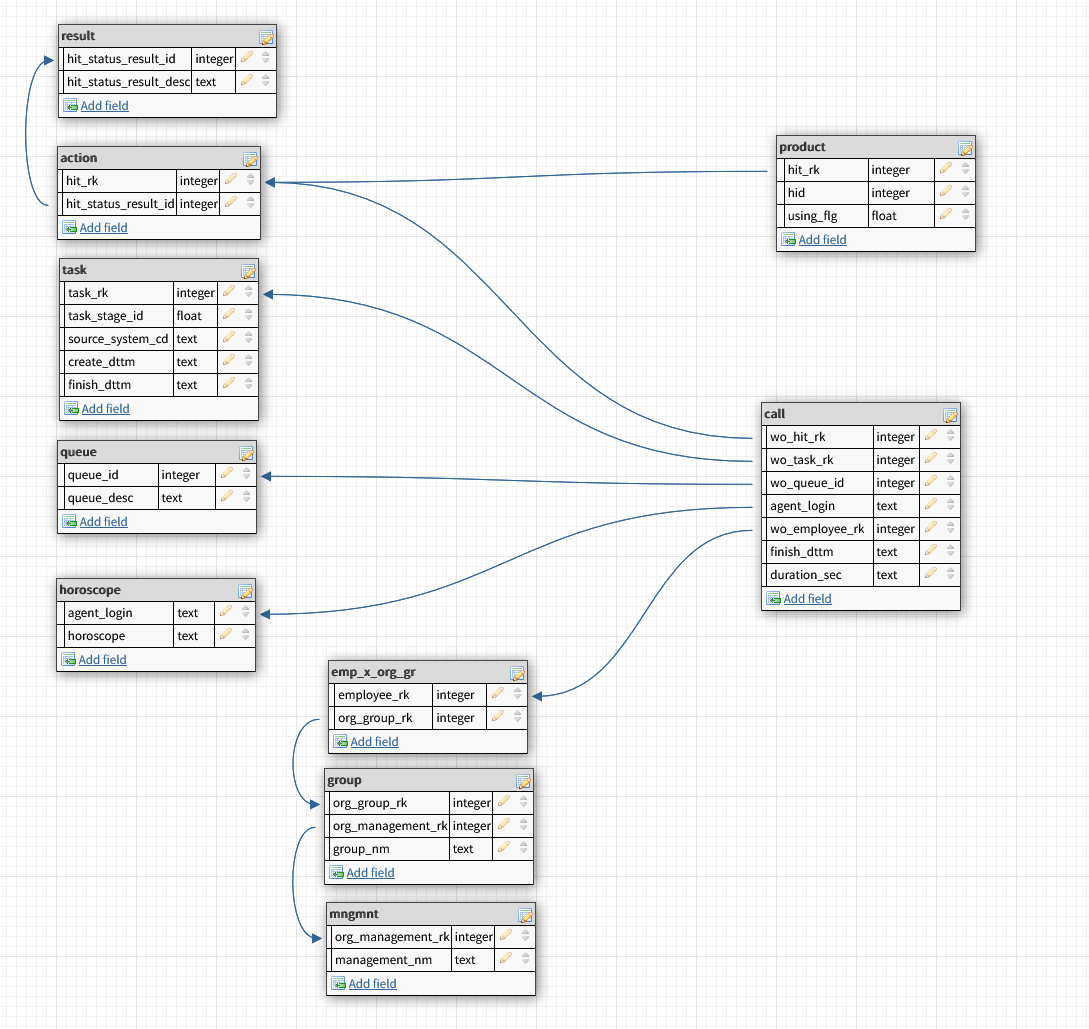 result
hit_status_result_id integer
hit_status_result_desc text
Add field
action
hit_rk integer
hit_status_result_id integer
Add field
product
hit_rk integer
hid integer
using_flg float
Add field
task
task_rk integer
task_stage_id float
source_system_cd text
create_dttm text
finish_dttm text
Add field
queue
queue_id integer
queue_desc text
Add field
call
wo_hit_rk integer
wo_task_rk integer
wo_queue_id integer
agent_login text
wo_employee_rk integer
finish_dttm text
duration_sec text
Add field
horoscope
agent_login text
horoscope text
Add field
emp_x_org_gr
employee_rk integer
org_group_rk integer
Add field
group
org_group_rk integer
org_management_rk integer
group_nm text
Add field
mngmnt
org_management_rk integer
management_nm text
Add field